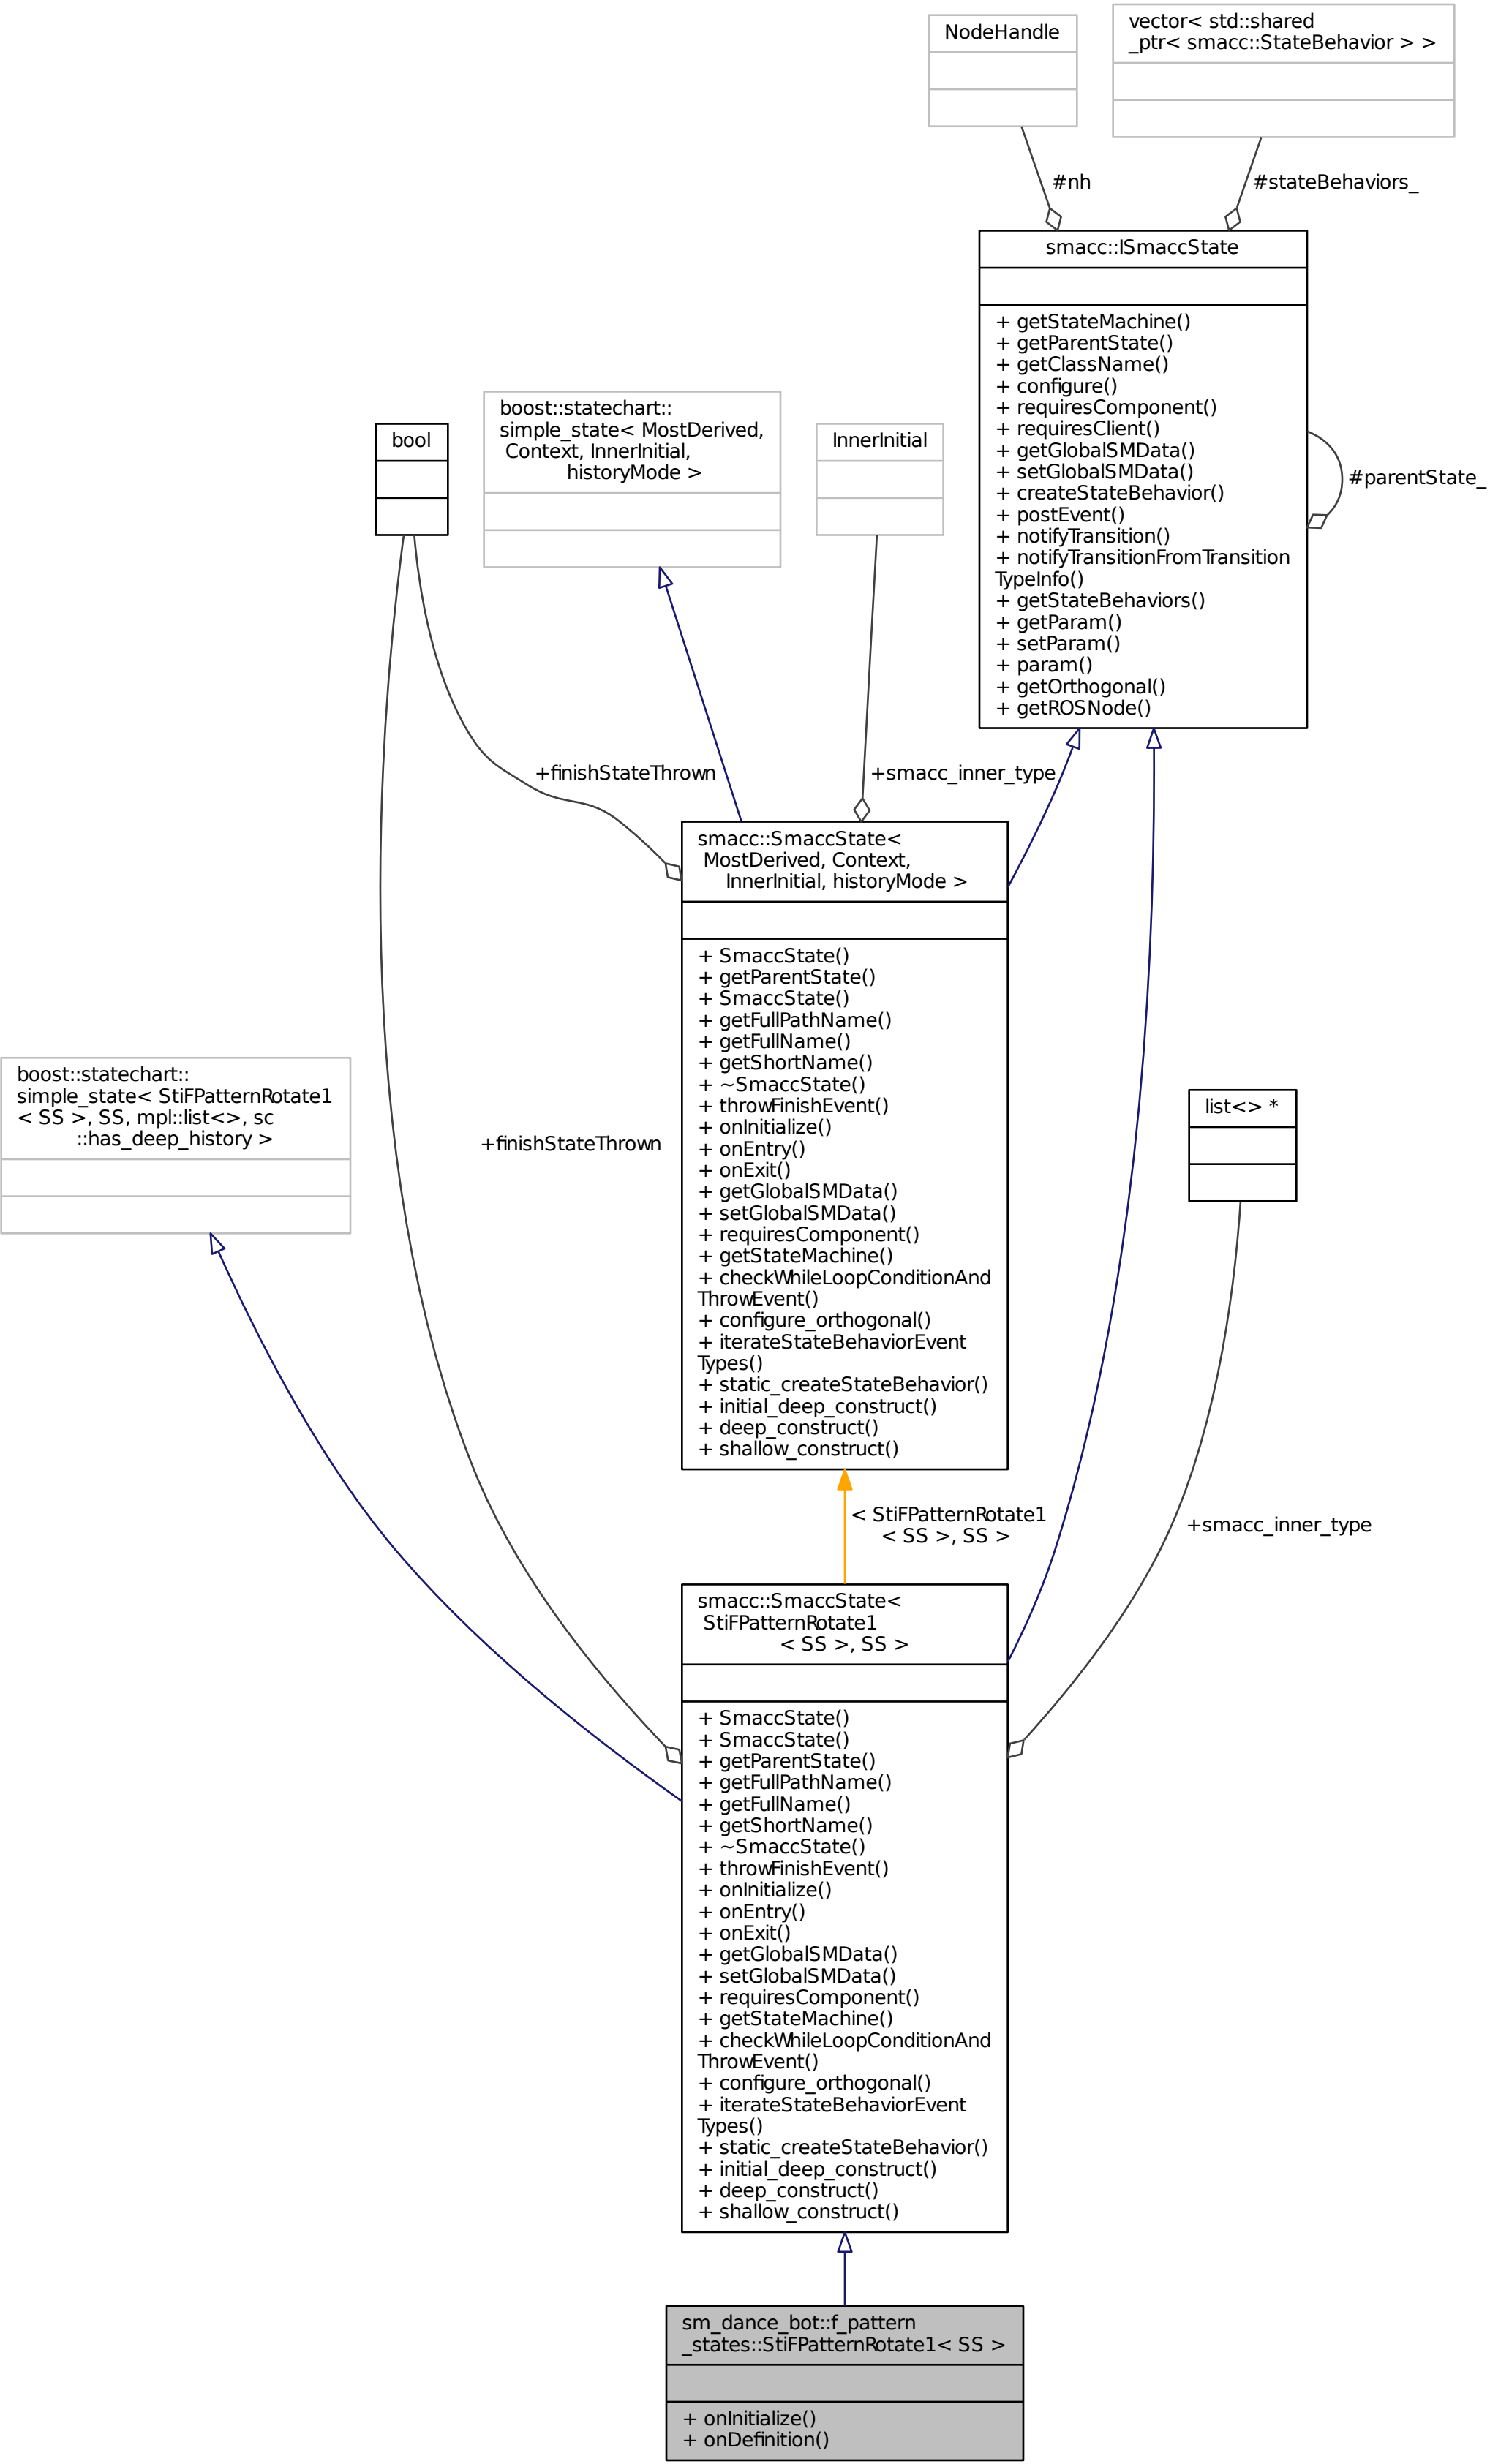 NodeHandle
vector< std::shared
_ptr< smacc::StateBehavior > >
#nh
#stateBehaviors_
smacc::ISmaccState
+ getStateMachine()
+ getParentState()
+ getClassName()
+ configure()
+ requiresComponent()
+ requiresClient()
+ getGlobalSMData()
+ setGlobalSMData()
+ createStateBehavior()
+ postEvent()
+ notifyTransition()
+ notifyTransitionFromTransition
TypeInfo()
+ getStateBehaviors()
+ getParam()
+ setParam()
+ param()
+ getOrthogonal()
+ getROSNode()
#parentState_
bool
boost::statechart::
simple_state< MostDerived,
Context, InnerInitial,
historyMode >
InnerInitial
+finishStateThrown
+smacc_inner_type
smacc::SmaccState<
MostDerived, Context,
InnerInitial, historyMode >
+ SmaccState()
+ getParentState()
+ SmaccState()
+ getFullPathName()
+ getFullName()
+ getShortName()
+ ~SmaccState()
+ throwFinishEvent()
+ onInitialize()
+ onEntry()
+ onExit()
+ getGlobalSMData()
+ setGlobalSMData()
+ requiresComponent()
+ getStateMachine()
+ checkWhileLoopConditionAnd
ThrowEvent()
+ configure_orthogonal()
+ iterateStateBehaviorEvent
Types()
+ static_createStateBehavior()
+ initial_deep_construct()
+ deep_construct()
+ shallow_construct()
boost::statechart::
simple_state< StiFPatternRotate1
< SS >, SS, mpl::list<>, sc
::has_deep_history >
+finishStateThrown
list<> *
< StiFPatternRotate1
< SS >, SS >
+smacc_inner_type
smacc::SmaccState<
StiFPatternRotate1
< SS >, SS >
+ SmaccState()
+ SmaccState()
+ getParentState()
+ getFullPathName()
+ getFullName()
+ getShortName()
+ ~SmaccState()
+ throwFinishEvent()
+ onInitialize()
+ onEntry()
+ onExit()
+ getGlobalSMData()
+ setGlobalSMData()
+ requiresComponent()
+ getStateMachine()
+ checkWhileLoopConditionAnd
ThrowEvent()
+ configure_orthogonal()
+ iterateStateBehaviorEvent
Types()
+ static_createStateBehavior()
+ initial_deep_construct()
+ deep_construct()
+ shallow_construct()
sm_dance_bot::f_pattern
_states::StiFPatternRotate1< SS >
+ onInitialize()
+ onDefinition()